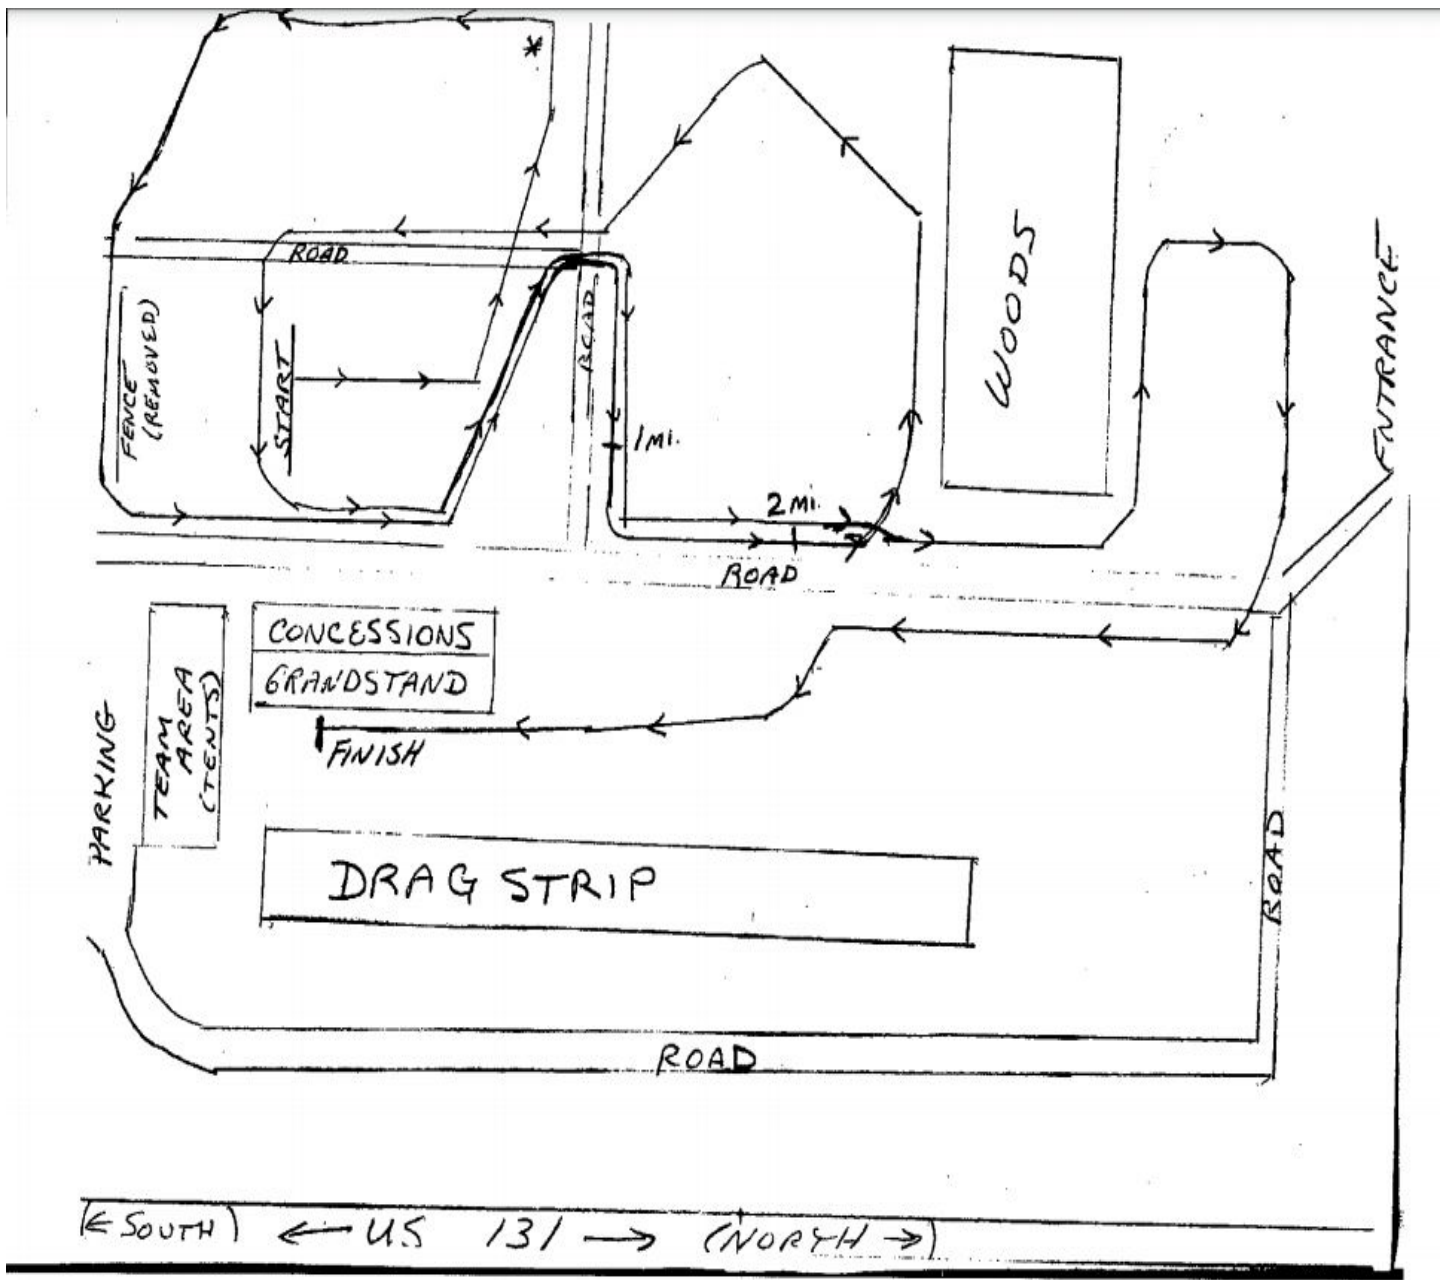 *
ROAD
WOODS
ENTRANCE
FENCE
(REMOVED)
START
ROAD
1 MI.
2 MI.
ROAD
CONCESSIONS
GRANDSTAND
TEAM
AREA
(TENTS)
PARKING
FINISH
DRAG STRIP
ROAD
ROAD
(← SOUTH) ← US 131 → (NORTH →)